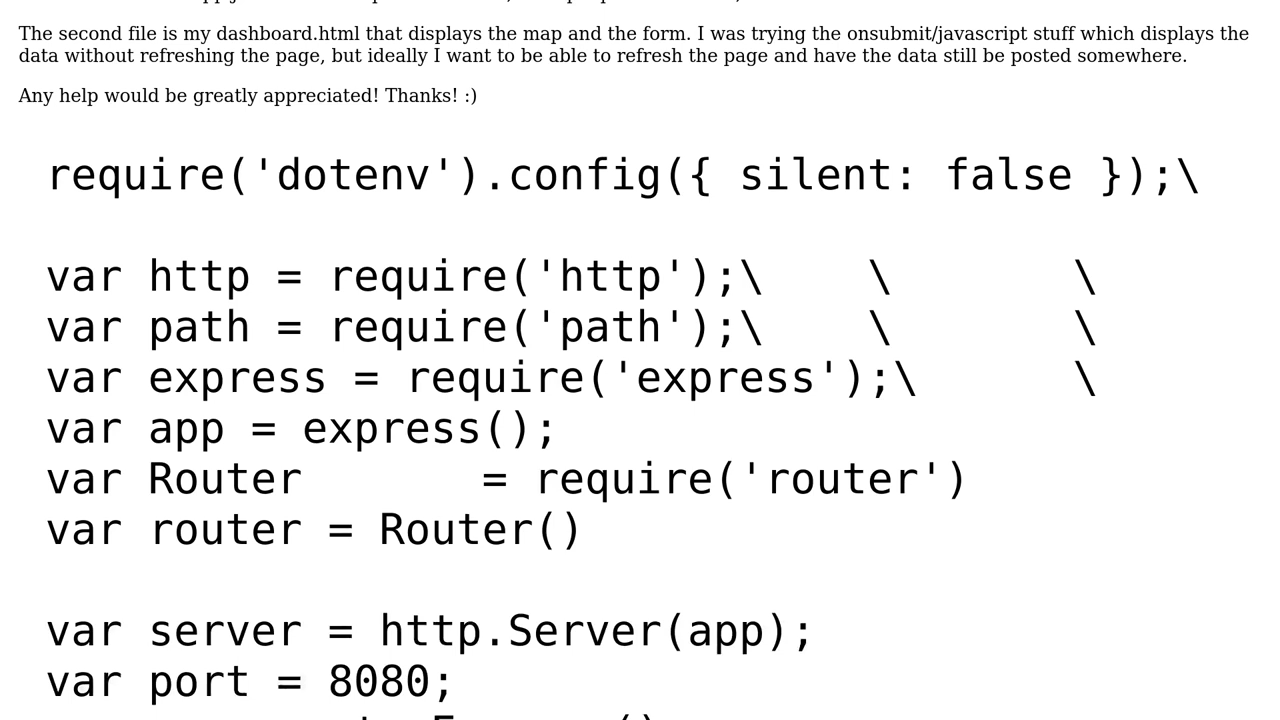 The second file is my dashboard.html that displays the map and the form. I was trying the onsubmit/javascript stuff which displays the
data without refreshing the page, but ideally I want to be able to refresh the page and have the data still be posted somewhere.
Any help would be greatly appreciated! Thanks! :)
require('dotenv').config({ silent: false });\
var http = require('http');\    \       \
var path = require('path');\    \       \
var express = require('express');\      \
var app = express();
var Router       = require('router')
var router = Router()
var server = http.Server(app);
var port = 8080;